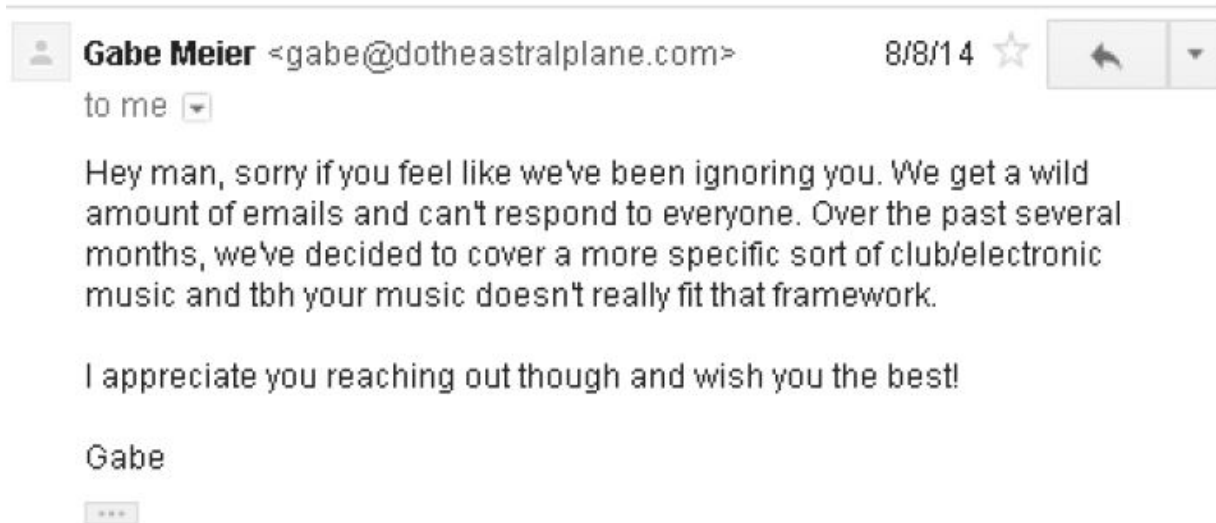 Gabe Meier <gabe@dotheastralplane.com> 8/8/14
to me
Hey man, sorry if you feel like we've been ignoring you. We get a wild
amount of emails and can't respond to everyone. Over the past several
months, we've decided to cover a more specific sort of club/electronic
music and tbh your music doesn't really fit that framework.
I appreciate you reaching out though and wish you the best!
Gabe